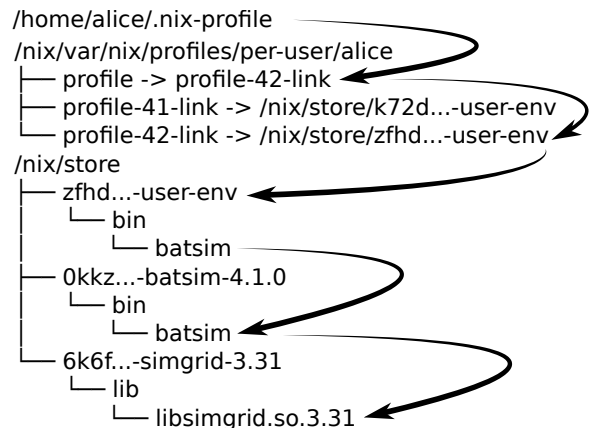 /home/alice/.nix-profile
/nix/var/nix/profiles/per-user/alice
├── profile -> profile-42-link
├── profile-41-link -> /nix/store/k72d...-user-env
└── profile-42-link -> /nix/store/zfhd...-user-env
/nix/store
├── zfhd...-user-env
│   └── bin
│       └── batsim
├── 0kkz...-batsim-4.1.0
│   └── bin
│       └── batsim
└── 6k6f...-simgrid-3.31
    └── lib
        └── libsimgrid.so.3.31